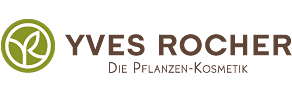 YVES ROCHER
DIE PFLANZEN-KOSMETIK